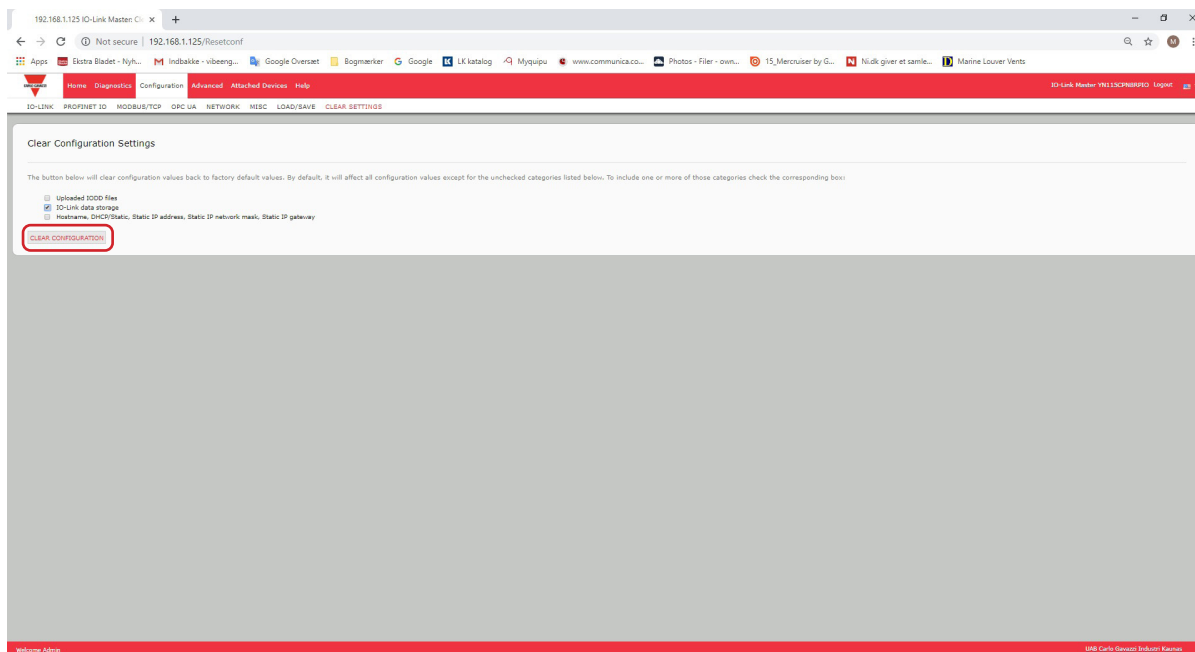 192.168.1.125 IO-Link Master: Cl
Not secure | 192.168.1.125/Resetconf
M
Apps Ekstra Bladet - Nyh... Indbakke - vibeeng... Google Oversæt Bogmærker Google LK katalog Myquipu www.communica.co... Photos - Filer - own... 15_Mercruiser by G... Ni.dk giver et samle... Marine Louver Vents
CARLO GAVAZZI
Home Diagnostics Configuration Advanced Attached Devices Help
IO-Link Master YN115CPN8RPIO Logout
IO-LINK PROFINET IO MODBUS/TCP OPC UA NETWORK MISC LOAD/SAVE CLEAR SETTINGS
Clear Configuration Settings
The button below will clear configuration values back to factory default values. By default, it will affect all configuration values except for the unchecked categories listed below. To include one or more of those categories check the corresponding box:
Uploaded IODD files
IO-Link data storage
Hostname, DHCP/Static, Static IP address, Static IP network mask, Static IP gateway
CLEAR CONFIGURATION
Welcome Admin
UAB Carlo Gavazzi Industri Kaunas